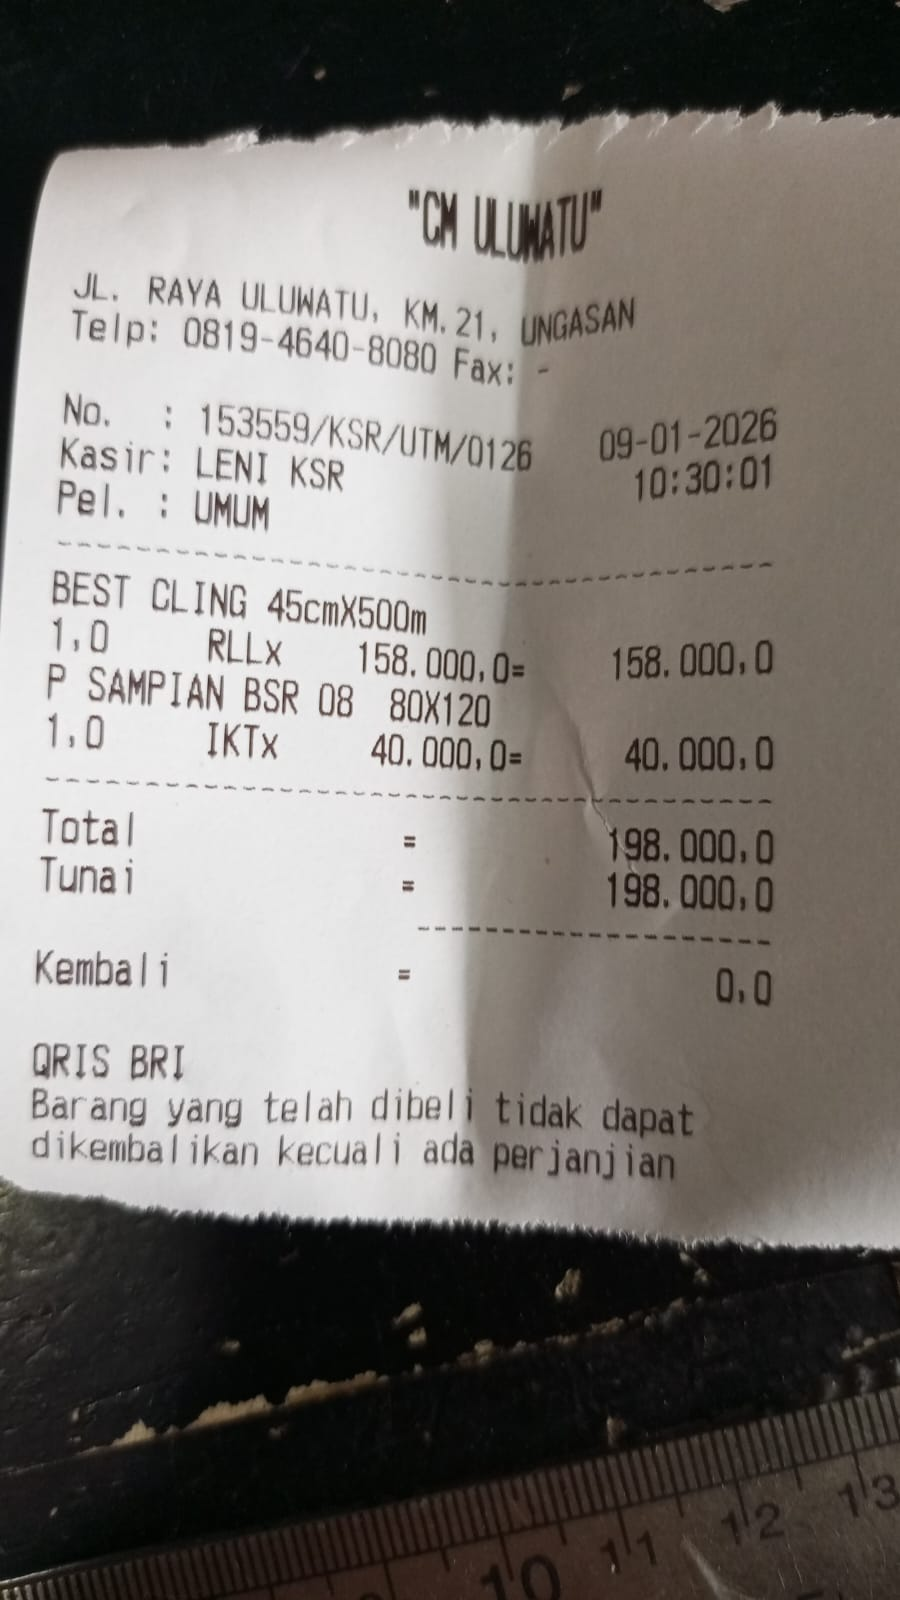 "CM ULUWATU"
JL. RAYA ULUWATU, KM.21, UNGASAN
Telp: 0819-4640-8080 Fax: -
No. : 153559/KSR/UTM/0126 09-01-2026
Kasir: LENI KSR 10:30:01
Pel. : UMUM
BEST CLING 45cmX500m
1,0 RLLx 158.000,0= 158.000,0
P SAMPIAN BSR 08 80X120
1,0 IKTx 40.000,0= 40.000,0
Total = 198.000,0
Tunai = 198.000,0
Kembali = 0,0
QRIS BRI
Barang yang telah dibeli tidak dapat
dikembalikan kecuali ada perjanjian
10 11 12 13